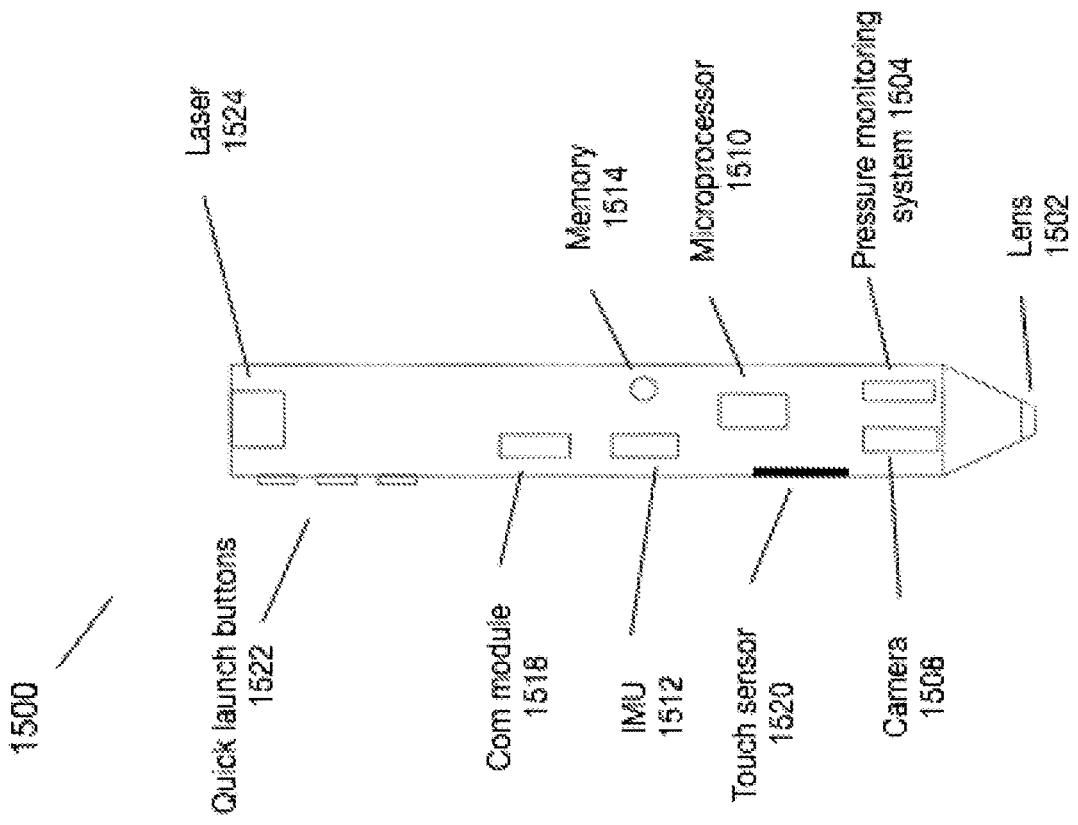 1500
Quick launch buttons
1522
Com module
1518
IMU
1512
Touch sensor
1520
Camera
1508
Laser
1524
Memory
1514
Microprocessor
1510
Pressure monitoring
system 1504
Lens
1502